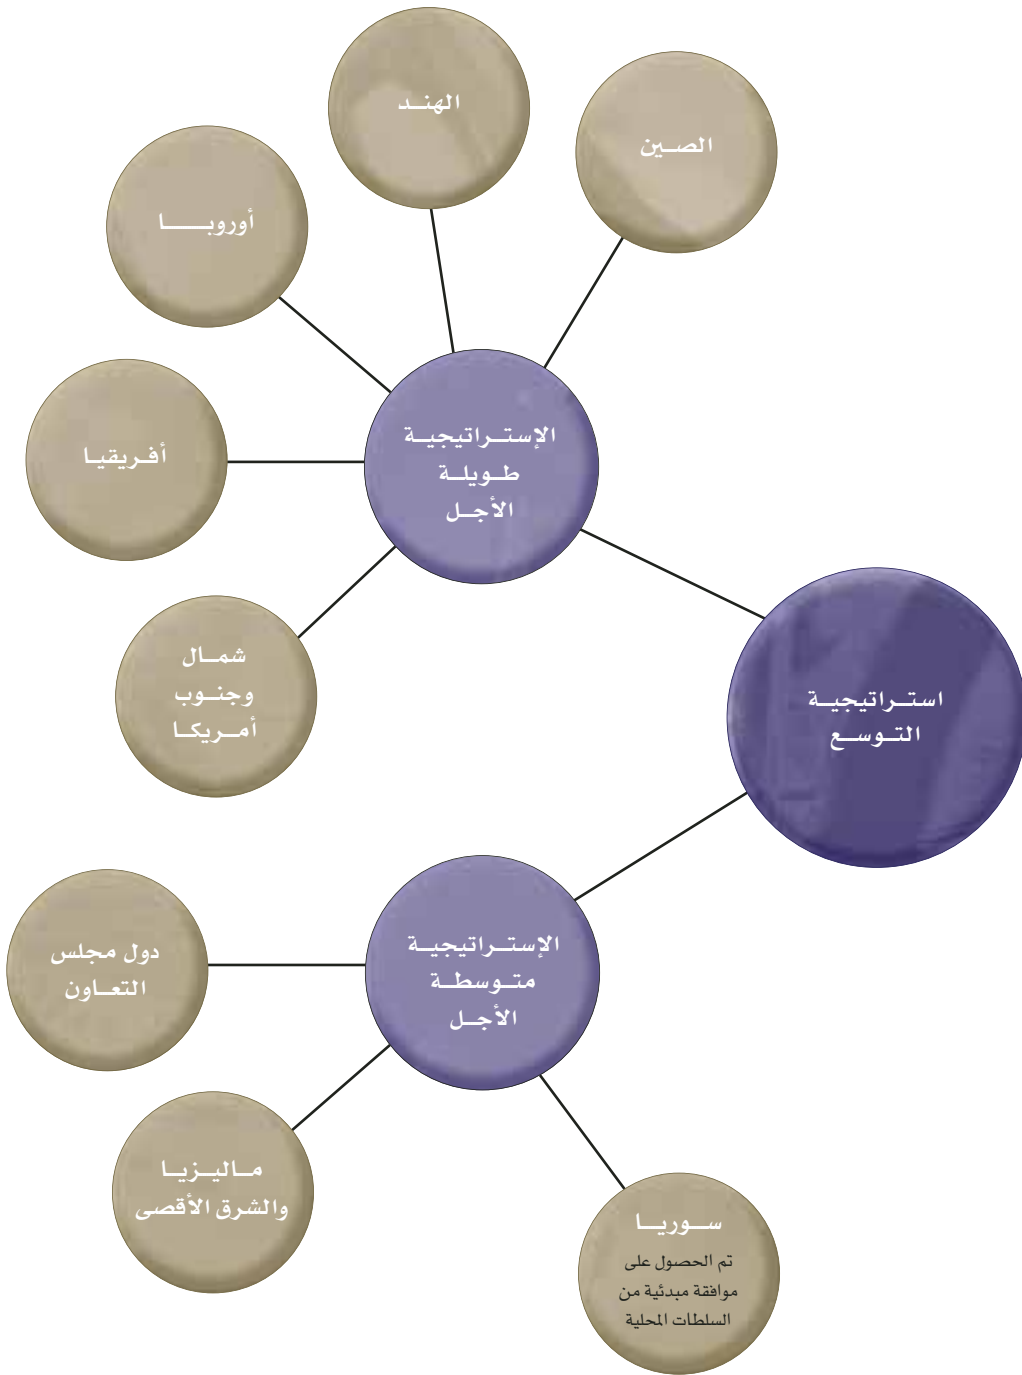 الهند
الصين
أوروبا
أفريقيا
الإستراتيجية
طويلة
الأجل
شمال
وجنوب
أمريكا
استراتيجية
التوسع
دول مجلس
التعاون
الإستراتيجية
متوسطة
الأجل
ماليزيا
والشرق الأقصى
سوريا
تم الحصول على
موافقة مبدئية من
السلطات المحلية